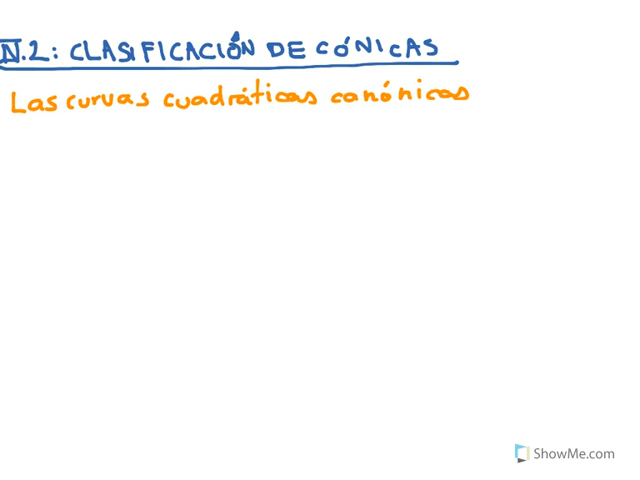 IV.2: CLASIFICACIÓN DE CÓNICAS
Las curvas cuadráticas canónicas
ShowMe.com